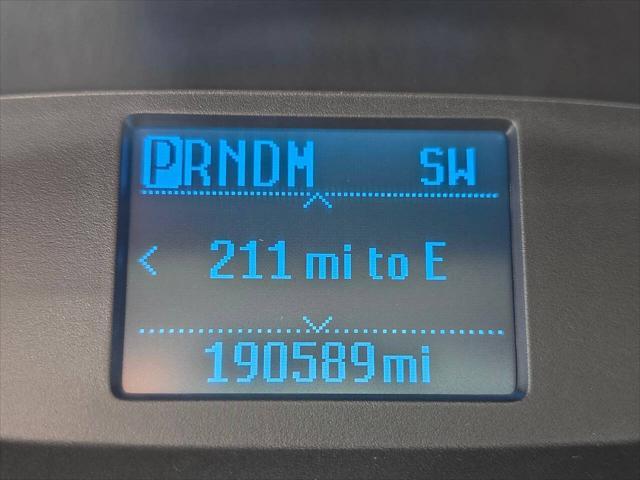 PRNDM SW
< 211 mi to E
190589mi